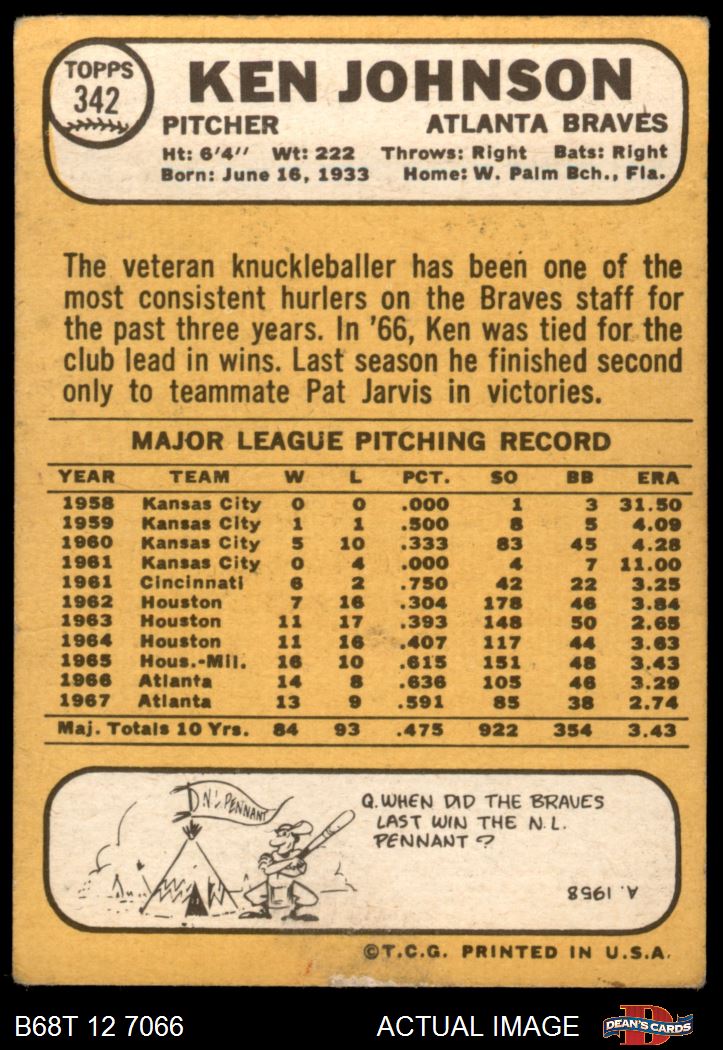 TOPPS
342
KEN JOHNSON
PITCHER ATLANTA BRAVES
Ht: 6'4" Wt: 222 Throws: Right Bats: Right
Born: June 16, 1933 Home: W. Palm Bch., Fla.
The veteran knuckleballer has been one of the
most consistent hurlers on the Braves staff for
the past three years. In '66, Ken was tied for the
club lead in wins. Last season he finished second
only to teammate Pat Jarvis in victories.
MAJOR LEAGUE PITCHING RECORD
YEAR TEAM W L PCT. SO BB ERA
1958 Kansas City 0 0 .000 1 3 31.50
1959 Kansas City 1 1 .500 8 5 4.09
1960 Kansas City 5 10 .333 83 45 4.28
1961 Kansas City 0 4 .000 4 7 11.00
1961 Cincinnati 6 2 .750 42 22 3.25
1962 Houston 7 16 .304 178 46 3.84
1963 Houston 11 17 .393 148 50 2.65
1964 Houston 11 16 .407 117 44 3.63
1965 Hous.-Mil. 16 10 .615 151 48 3.43
1966 Atlanta 14 8 .636 105 46 3.29
1967 Atlanta 13 9 .591 85 38 2.74
Maj. Totals 10 Yrs. 84 93 .475 922 354 3.43
N.L. PENNANT
Q. WHEN DID THE BRAVES
LAST WIN THE N.L.
PENNANT?
A. 1958
©T.C.G. PRINTED IN U.S.A.
B68T 12 7066 ACTUAL IMAGE DEAN'S CARDS